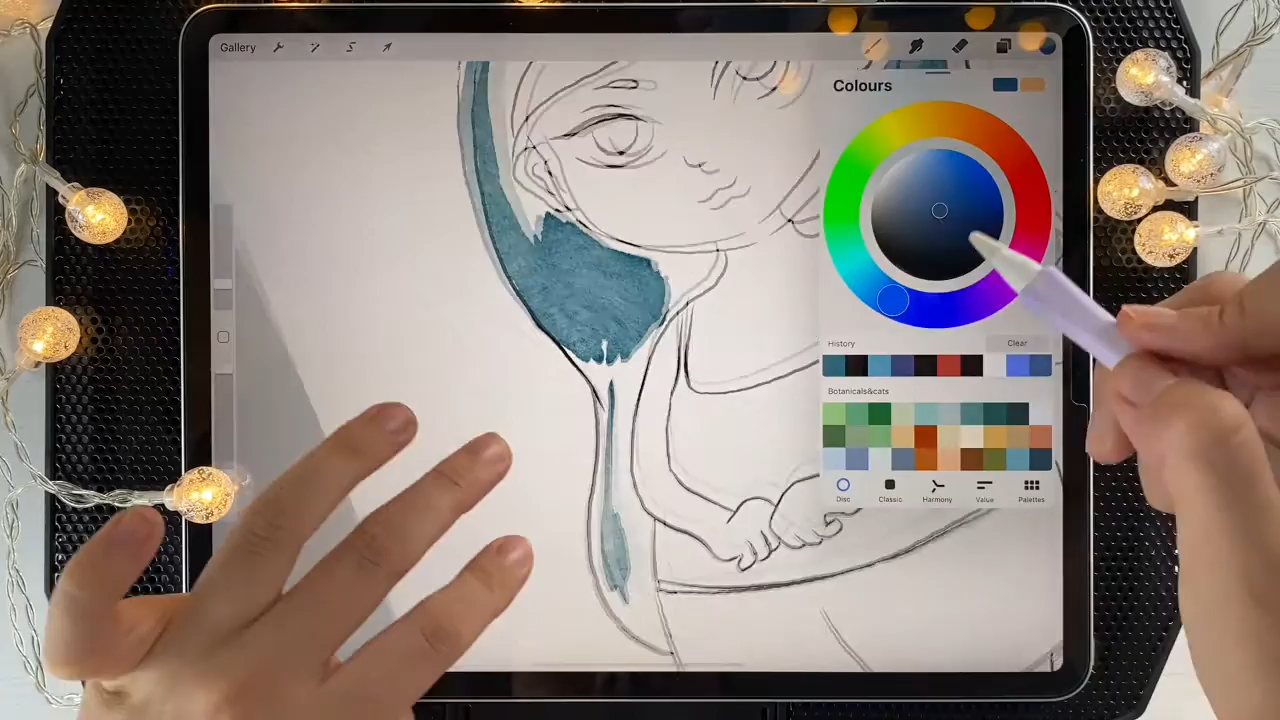 Gallery
Colours
History
Clear
Botanicals&cats
Disc
Classic
Harmony
Value
Palettes